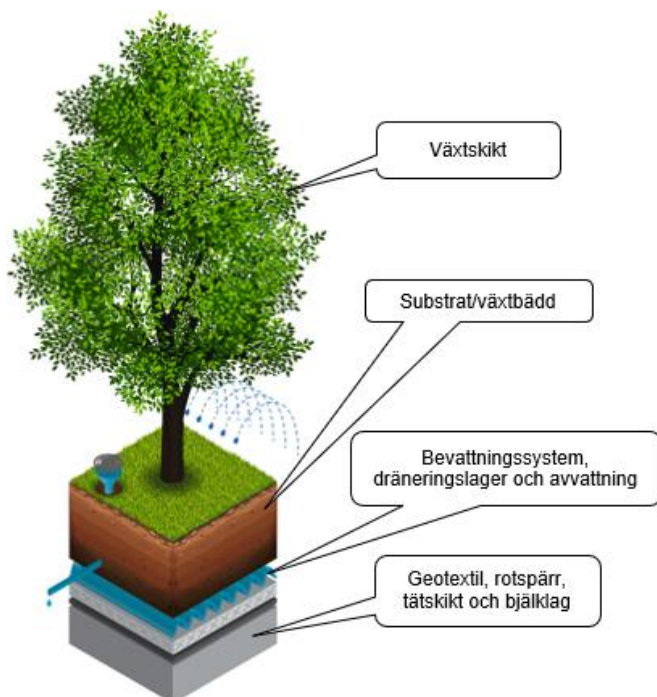 Växtskikt
Substrat/växtbädd
Bevattningssystem,
dräneringslager och avvattning
Geotextil, rotspärr,
tätskikt och bjälklag